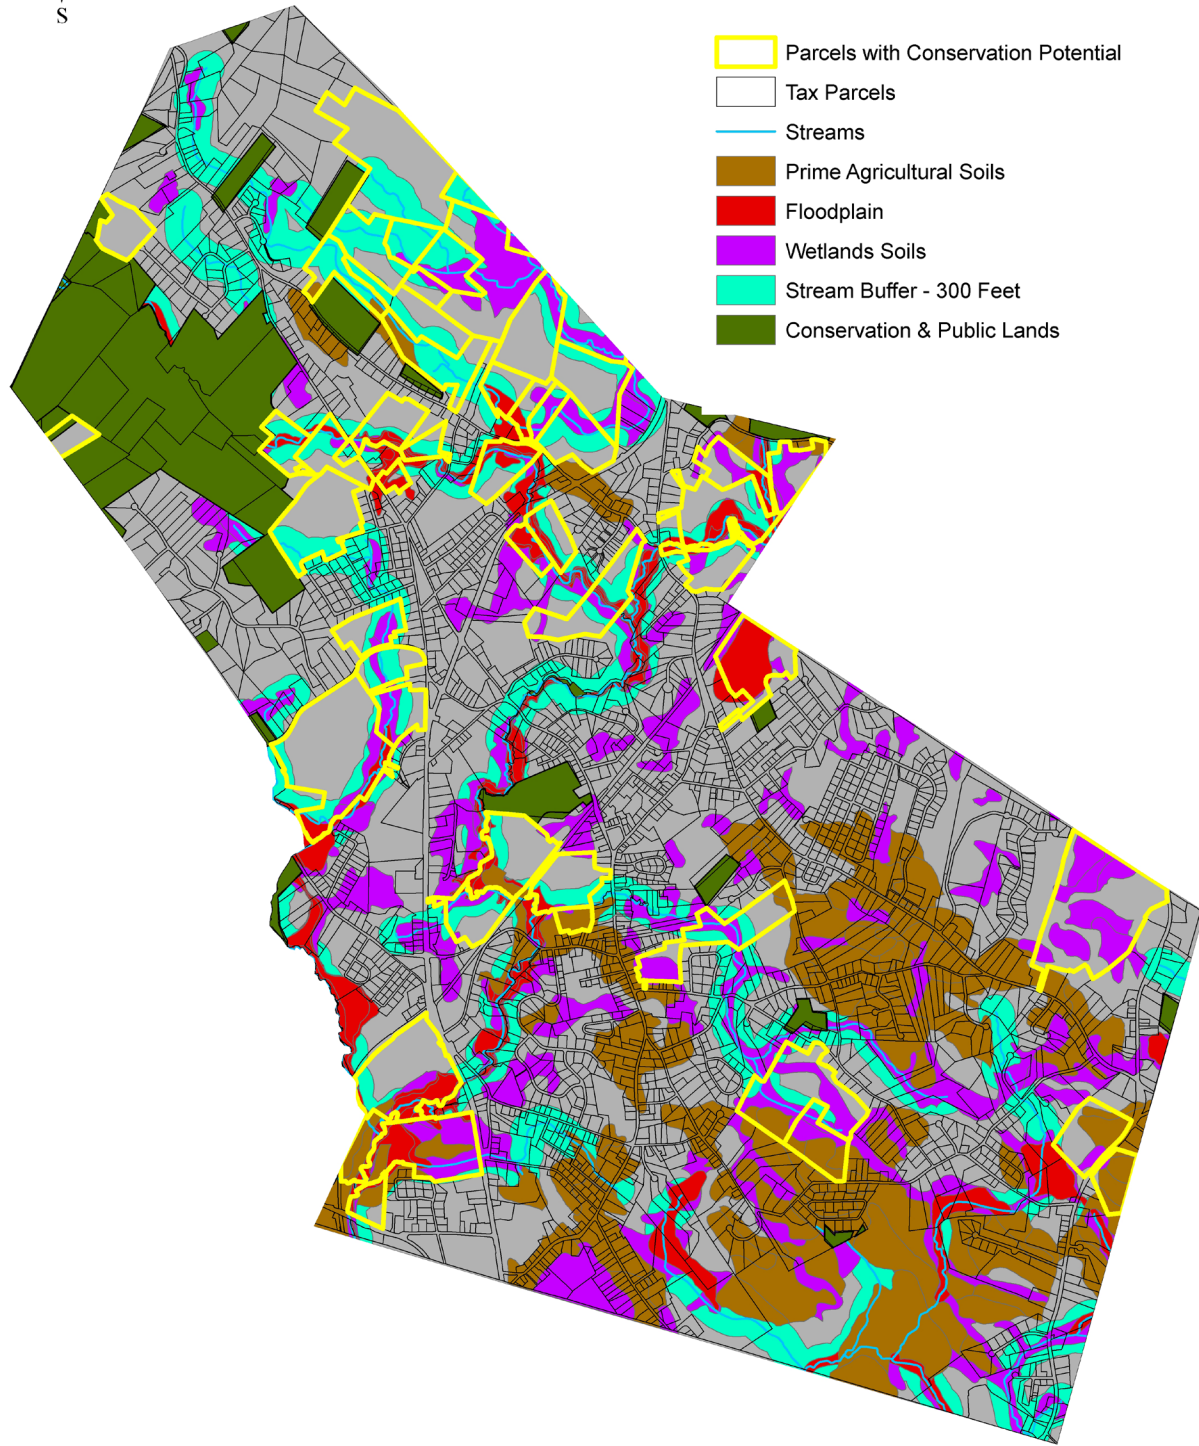 S
Parcels with Conservation Potential
Tax Parcels
Streams
Prime Agricultural Soils
Floodplain
Wetlands Soils
Stream Buffer - 300 Feet
Conservation & Public Lands